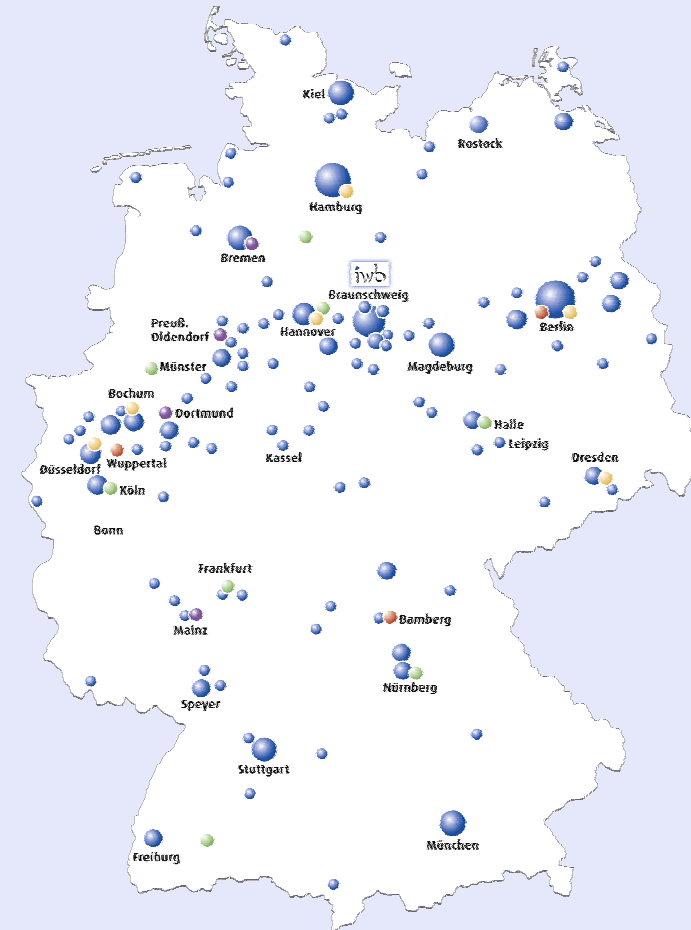 Kiel
Rostock
Hamburg
Bremen
iwb
Braunschweig
Preuß.
Oldendorf
Hannover
Berlin
Münster
Magdeburg
Bochum
Dortmund
Halle
Leipzig
Kassel
Düsseldorf
Wuppertal
Dresden
Köln
Bonn
Frankfurt
Bamberg
Mainz
Nürnberg
Speyer
Stuttgart
München
Freiburg